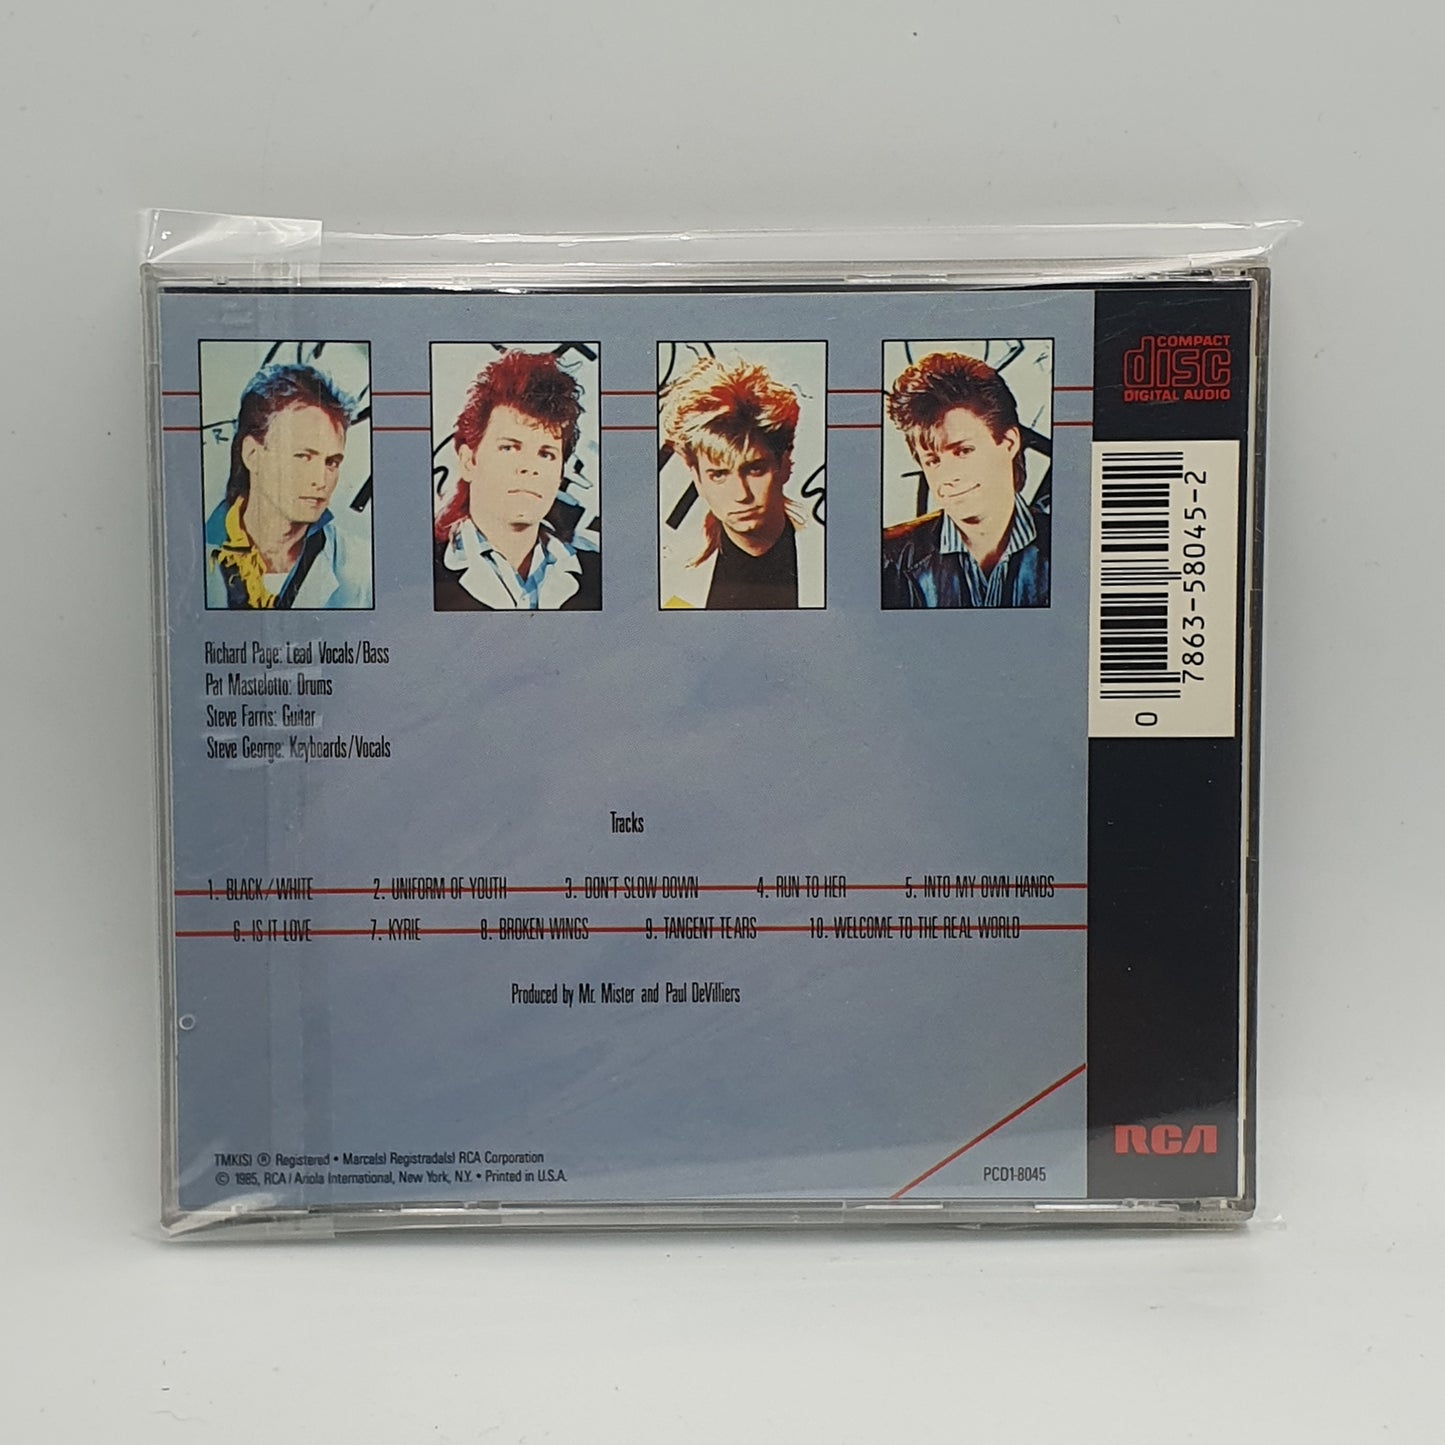 COMPACT
disc
DIGITAL AUDIO
0 7863-58045-2
Richard Page: Lead Vocals/Bass
Pat Mastelotto: Drums
Steve Farris: Guitar
Steve George: Keyboards/Vocals
Tracks
1. BLACK/WHITE 2. UNIFORM OF YOUTH 3. DON'T SLOW DOWN 4. RUN TO HER 5. INTO MY OWN HANDS
6. IS IT LOVE 7. KYRIE 8. BROKEN WINGS 9. TANGENT TEARS 10. WELCOME TO THE REAL WORLD
Produced by Mr. Mister and Paul DeVilliers
TMK(S) ® Registered • Marca(s) Registrada(s) RCA Corporation
© 1985, RCA/Ariola International, New York, N.Y. • Printed in U.S.A.
PCD1-8045
RCA